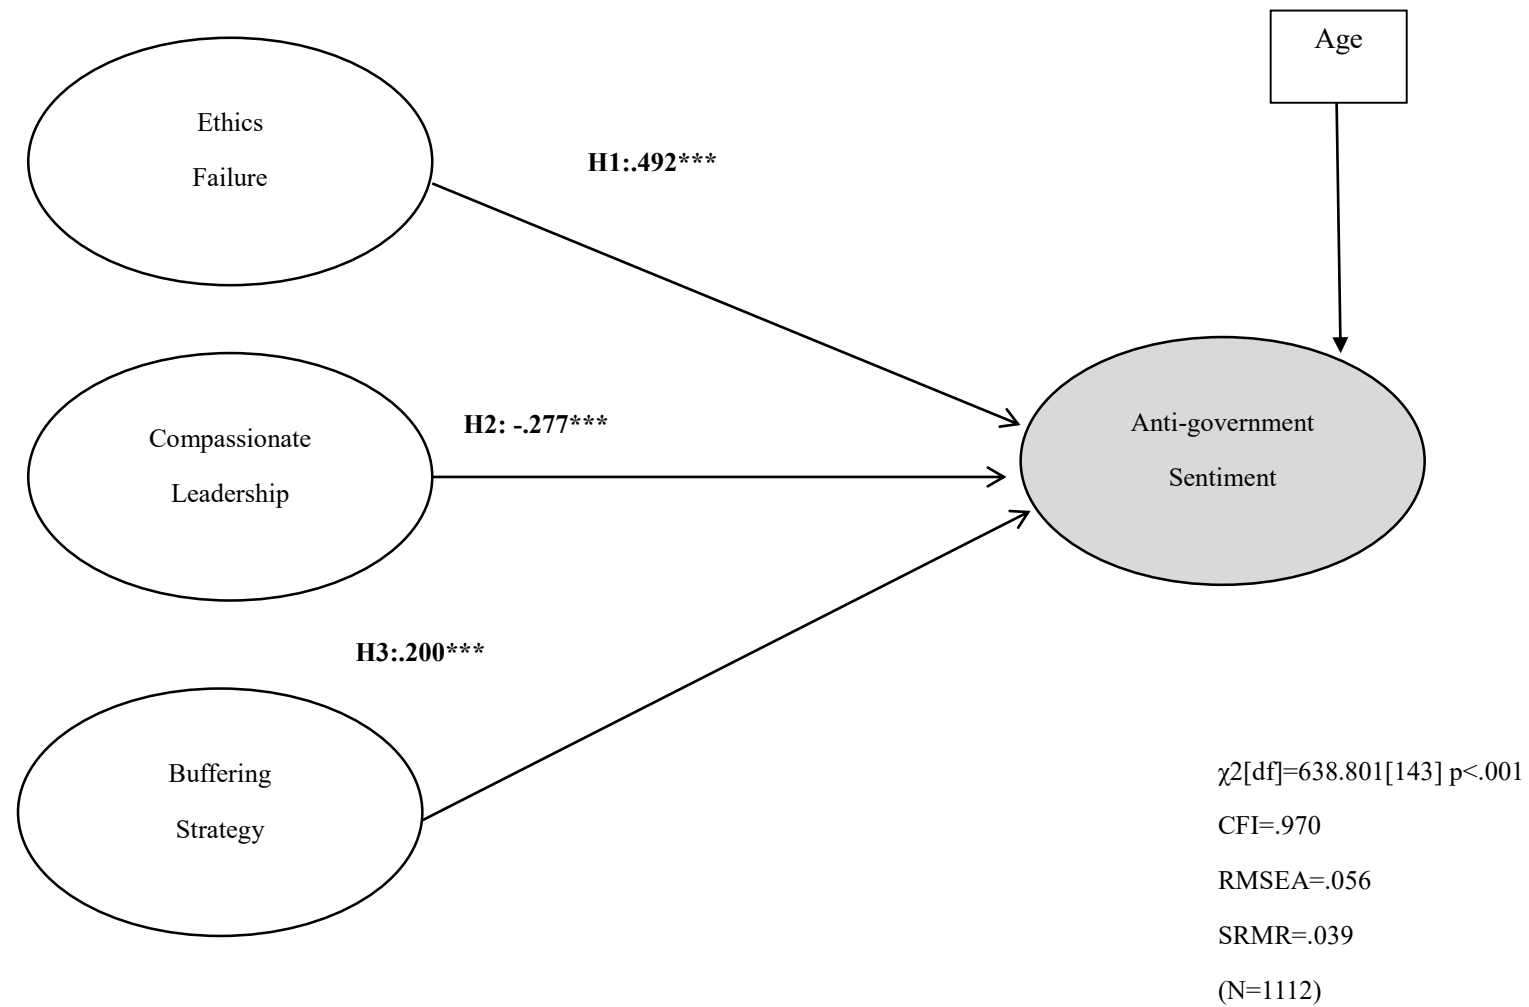 Age
Ethics
Failure
H1:.492***
Compassionate
Leadership
H2: -.277***
Anti-government
Sentiment
H3:.200***
Buffering
Strategy
χ2[df]=638.801[143] p<.001
CFI=.970
RMSEA=.056
SRMR=.039
(N=1112)